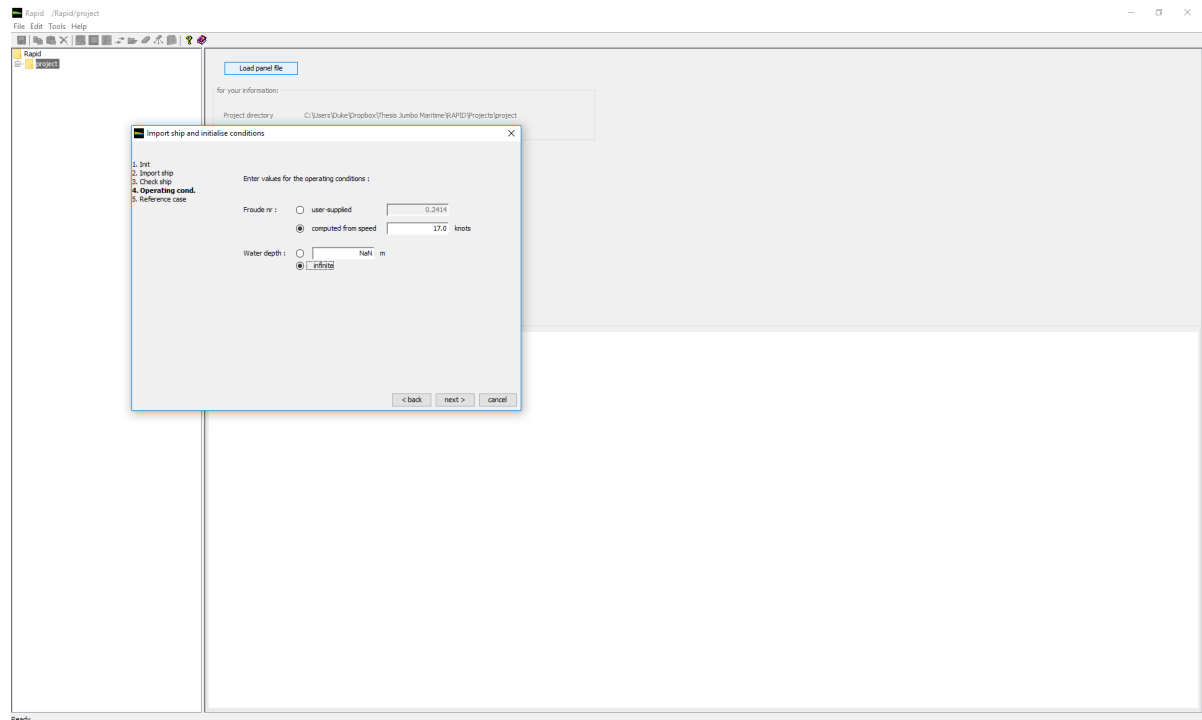 Rapid /Rapid/project
File Edit Tools Help
Rapid
project
Load panel file
for your information:
Project directory C:\Users\Duke\Dropbox\Thesis Jumbo Maritime\RAPID\Projects\project
Import ship and initialise conditions
1. Init
2. Import ship
3. Check ship
4. Operating cond.
5. Reference case
Enter values for the operating conditions :
Froude nr : user-supplied 0.2414
computed from speed 17.0 knots
Water depth : NaN m
infinite
< back next > cancel
Ready